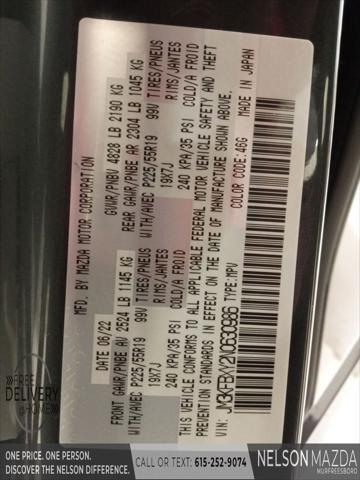 MFD. BY MAZDA MOTOR CORPORATION
06/22 GVWR/PNBV 4828 LB 2190 KG
FRONT GAWR/PNBE AV 2524 LB 1145 KG REAR GAWR/PNBE AR 2304 LB 1045 KG
WITH/AVEC P225/55R19 99V TIRES/PNEUS WITH/AVEC P225/55R19 99V TIRES/PNEUS
19X7J RIMS/JANTES 19X7J RIMS/JANTES
240 KPA/35 PSI COLD/A FROID 240 KPA/35 PSI COLD/A FROID
THIS VEHICLE CONFORMS TO ALL APPLICABLE FEDERAL MOTOR VEHICLE SAFETY AND THEFT
PREVENTION STANDARDS IN EFFECT ON THE DATE OF MANUFACTURE SHOWN ABOVE.
COLOR CODE:46G MADE IN JAPAN
VIN: JM3KFBXY2N0630986 TYPE:MPV
FREE
DELIVERY
@HOME
ONE PRICE. ONE PERSON.
DISCOVER THE NELSON DIFFERENCE.
CALL OR TEXT 615-252-9074
NELSON MAZDA
MURFREESBORO